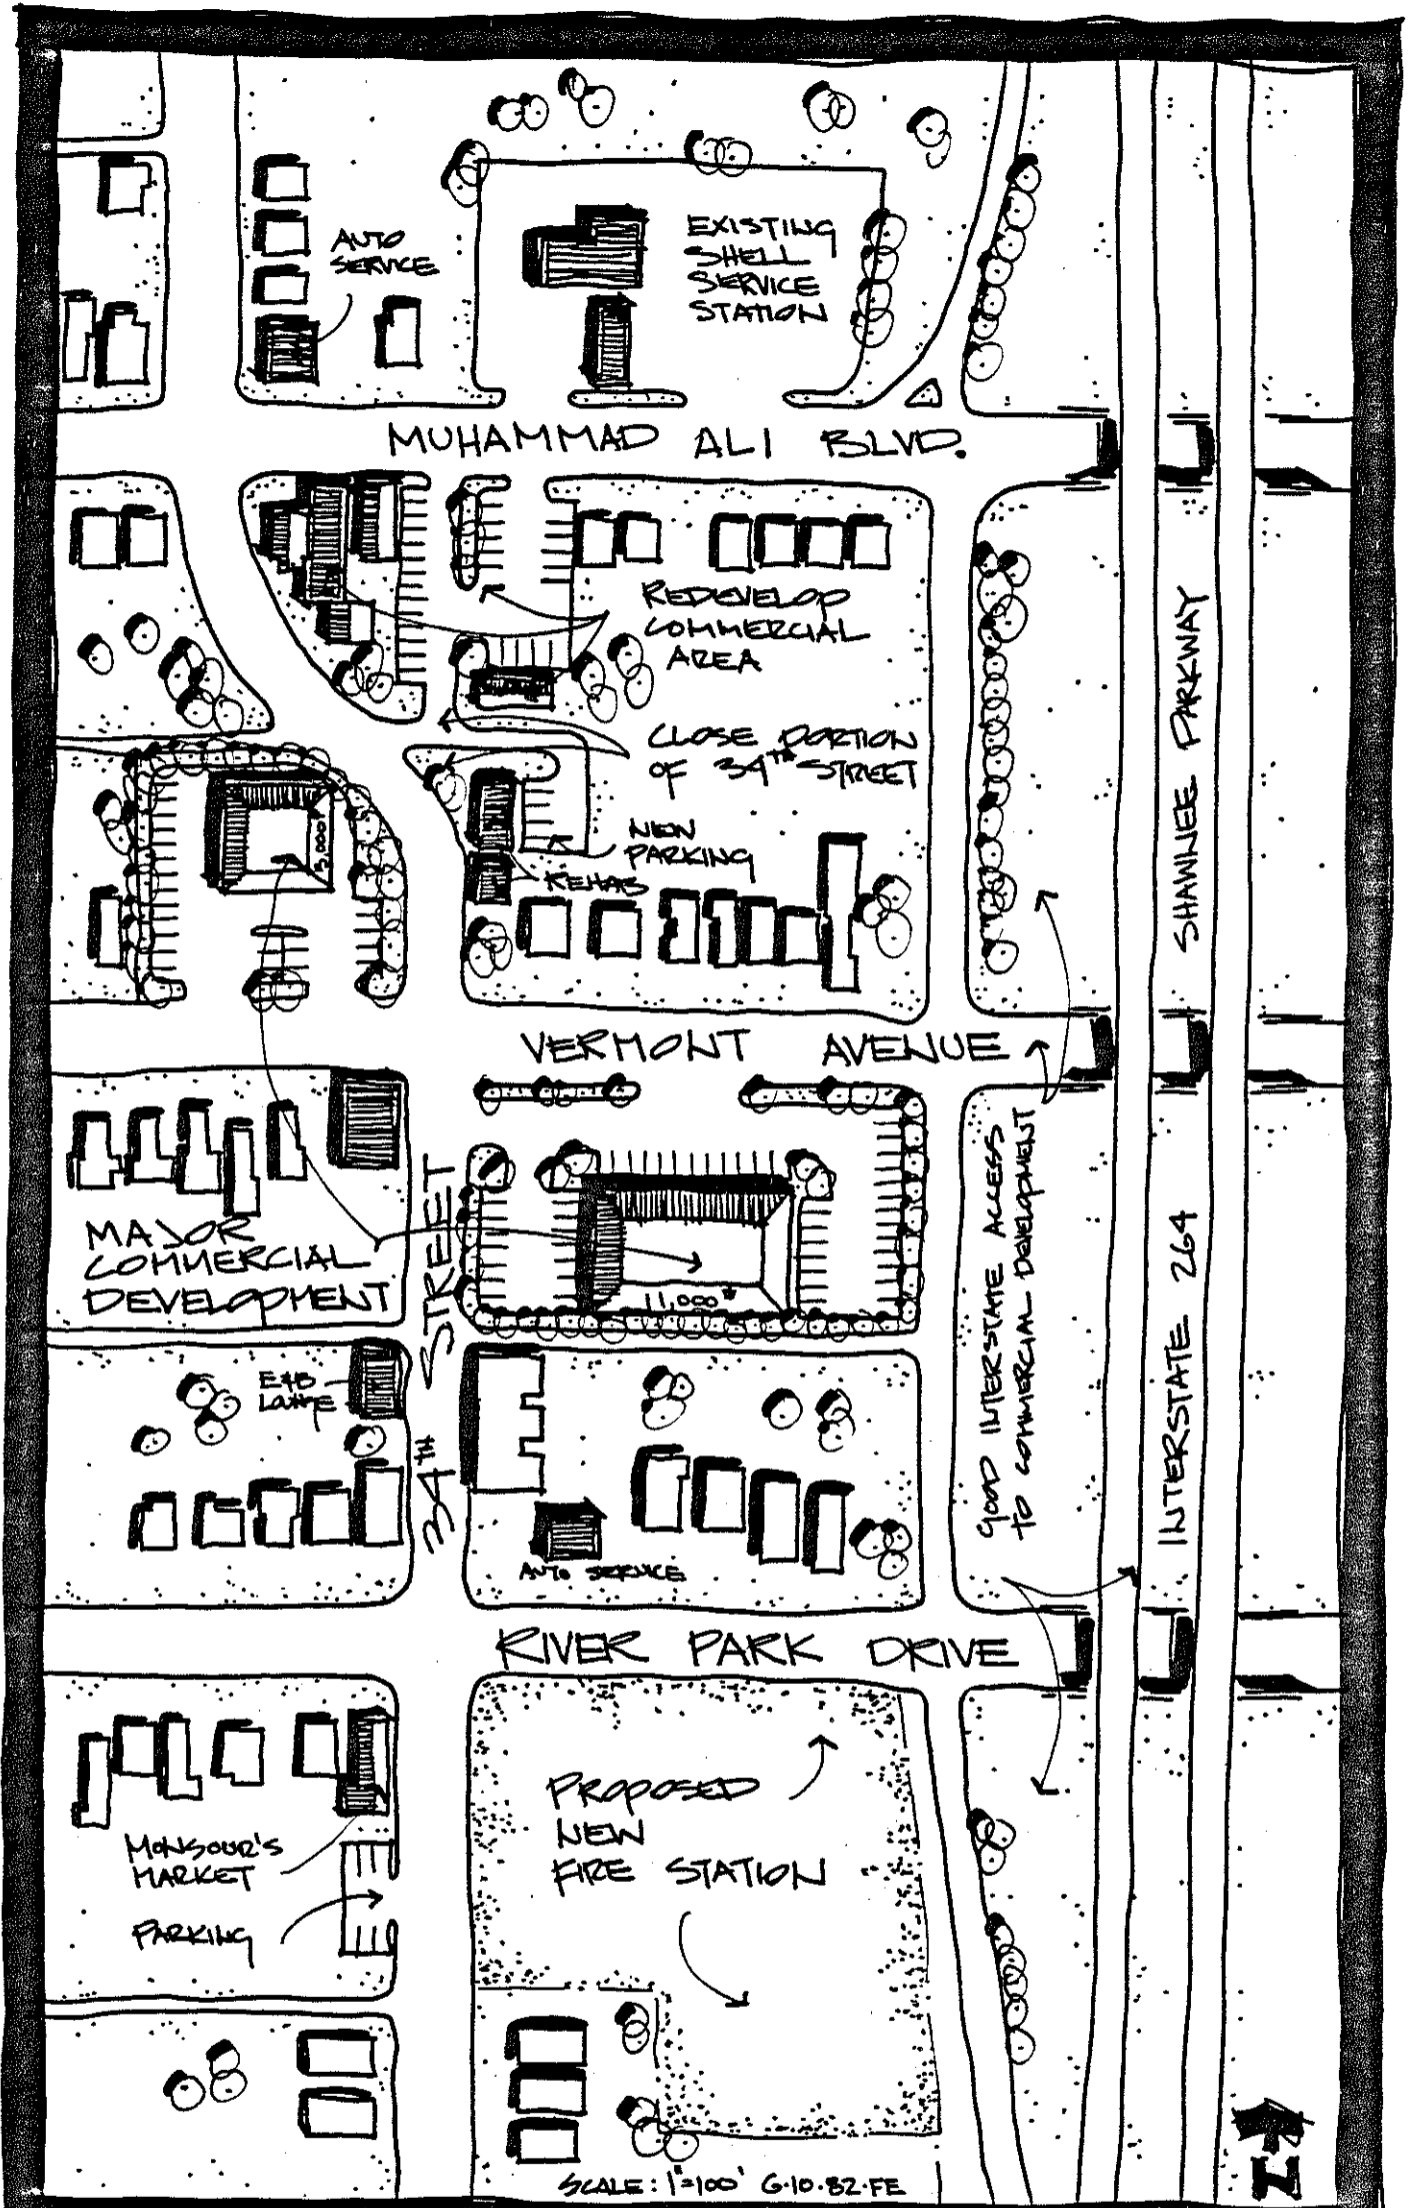 AUTO
SERVICE
EXISTING
SHELL
SERVICE
STATION
MUHAMMAD ALI BLVD.
REDEVELOP
COMMERCIAL
AREA
CLOSE PORTION
OF 34TH STREET
NEW
PARKING
REHAB
5,000#
SHAWNEE PARKWAY
VERMONT AVENUE
MAJOR
COMMERCIAL
DEVELOPMENT
11,000#
34TH STREET
GOOD INTERSTATE ACCESS
TO COMMERCIAL DEVELOPMENT
INTERSTATE 264
E&B
LOUNGE
AUTO SERVICE
RIVER PARK DRIVE
MONSOUR'S
MARKET
PARKING
PROPOSED
NEW
FIRE STATION
SCALE: 1"=100' 6·10·82·FE
N